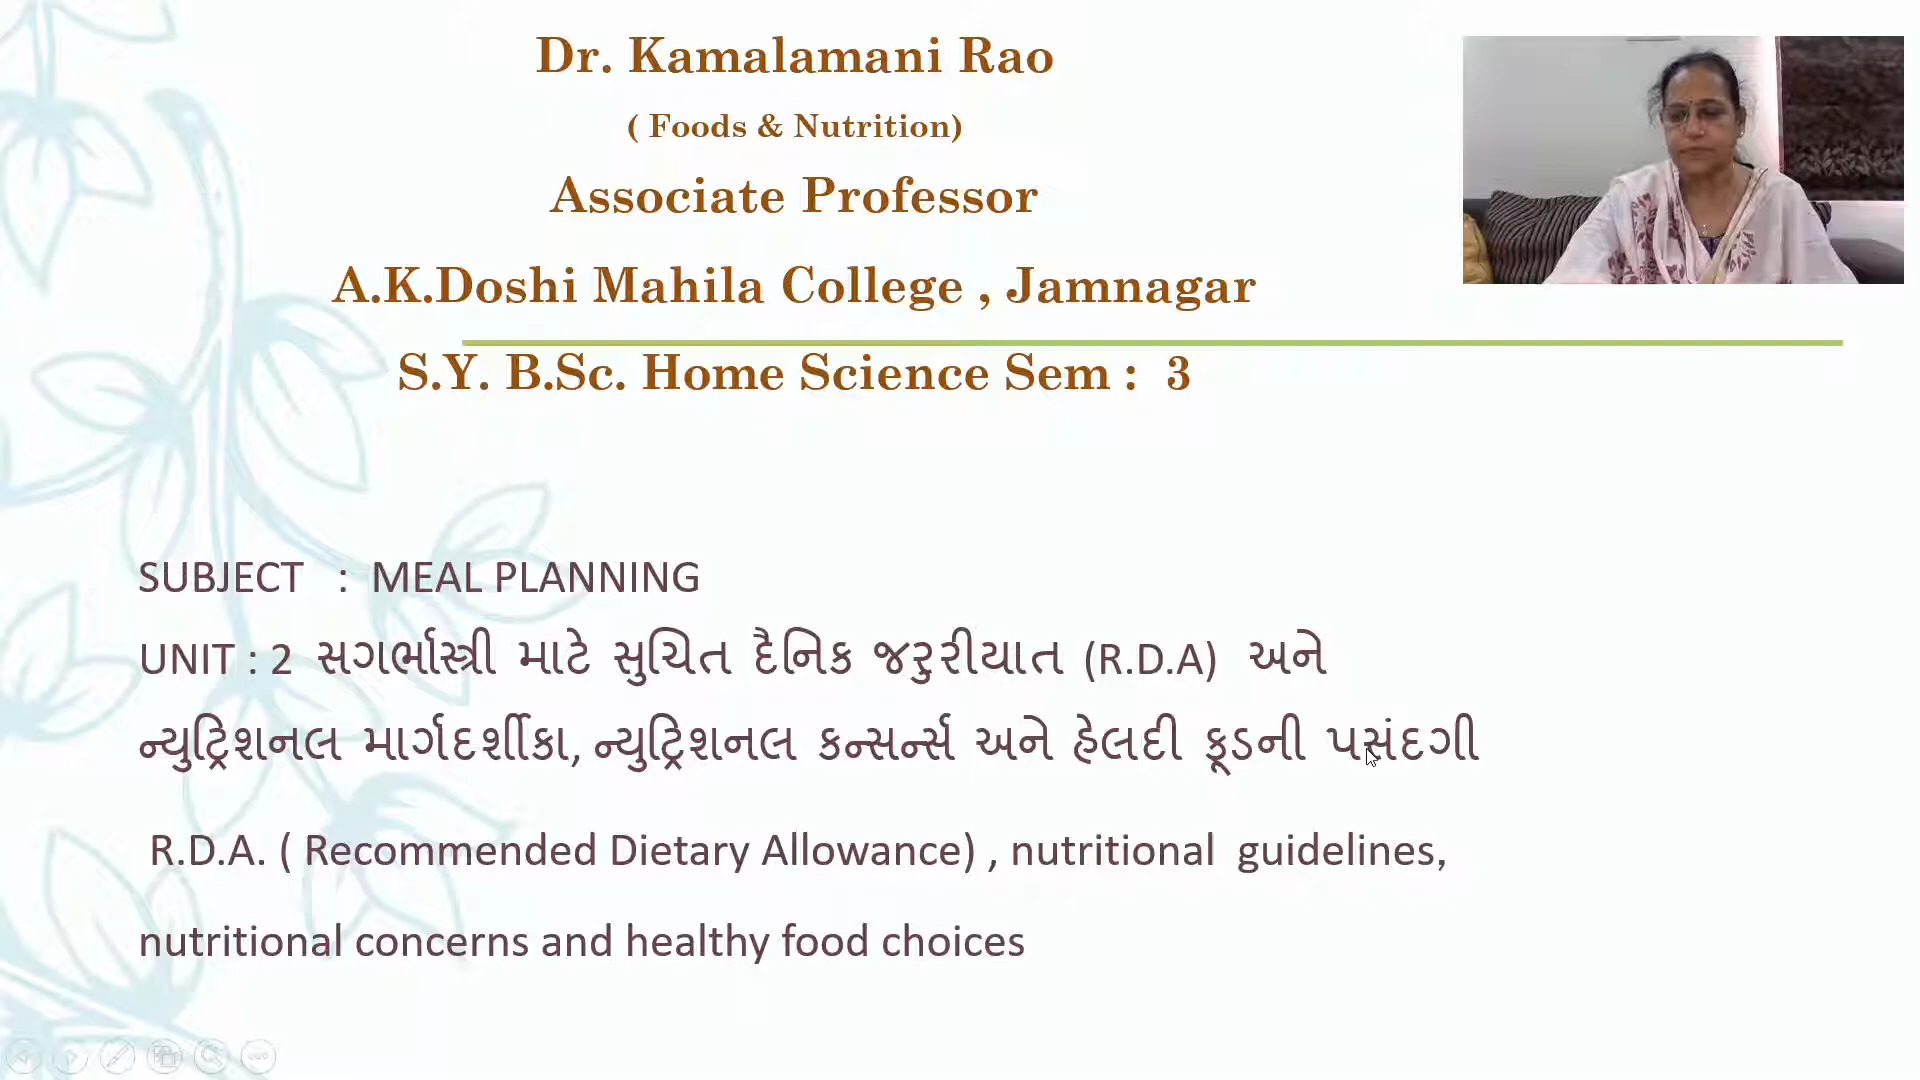 Dr. Kamalamani Rao
( Foods & Nutrition)
Associate Professor
A.K.Doshi Mahila College , Jamnagar
S.Y. B.Sc. Home Science Sem : 3
SUBJECT : MEAL PLANNING
UNIT : 2 સગર્ભાસ્ત્રી માટે સુચિત દૈનિક જરુરીયાત (R.D.A) અને
ન્યુટ્રિશનલ માર્ગદર્શીકા, ન્યુટ્રિશનલ કન્સર્ન્સ અને હેલદી ફૂડની પસંદગી
R.D.A. ( Recommended Dietary Allowance) , nutritional guidelines,
nutritional concerns and healthy food choices